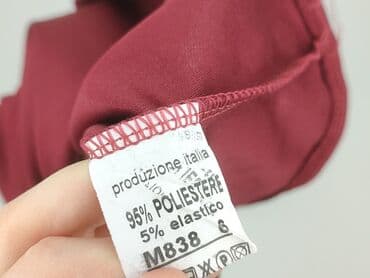 produzione italia
95% POLIESTERE
5% elastico
M838 6